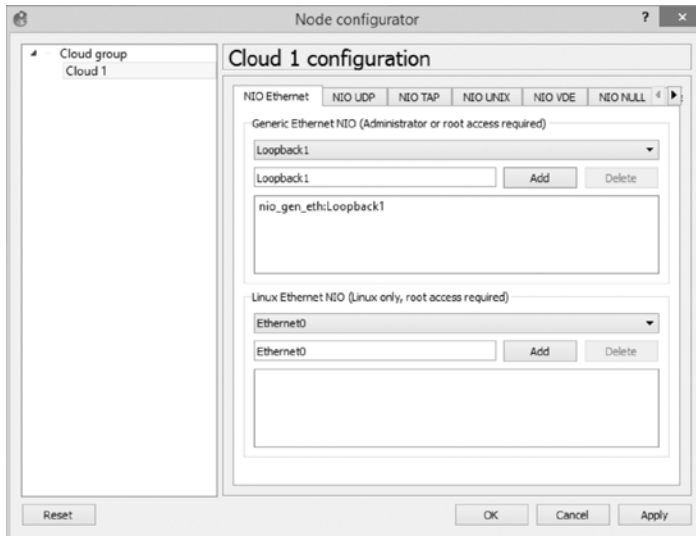 Node configurator
?
×
Cloud group
Cloud 1
Cloud 1 configuration
NIO Ethernet NIO UDP NIO TAP NIO UNIX NIO VDE NIO NULL
Generic Ethernet NIO (Administrator or root access required)
Loopback1
Loopback1 Add Delete
nio_gen_eth:Loopback1
Linux Ethernet NIO (Linux only, root access required)
Ethernet0
Ethernet0 Add Delete
Reset OK Cancel Apply